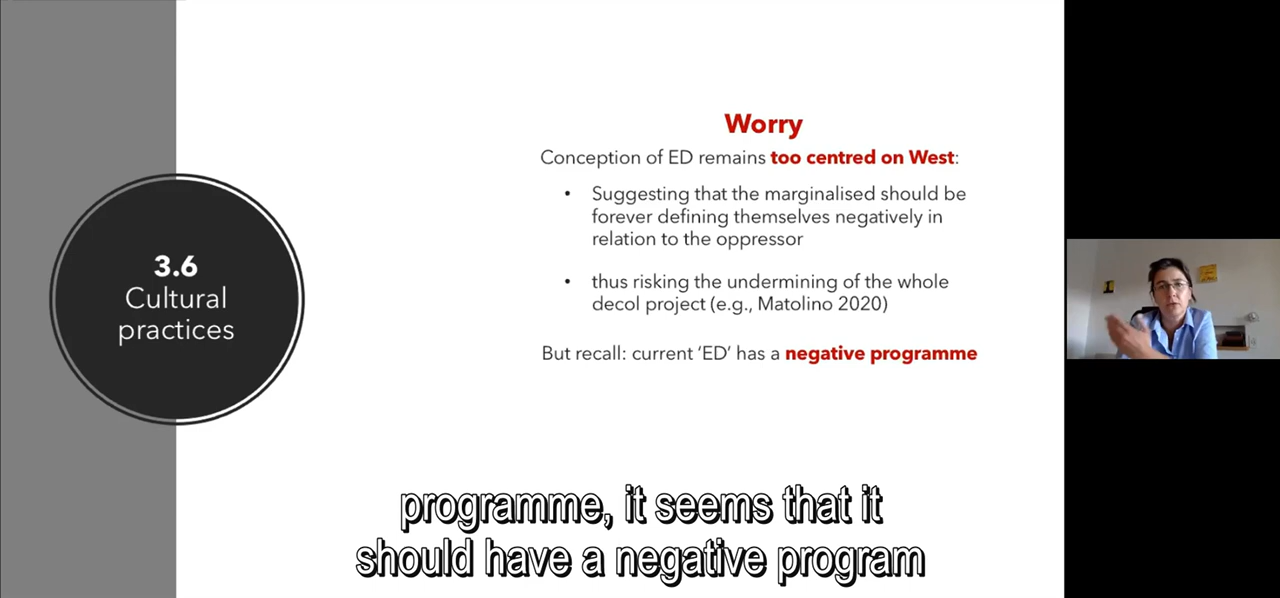 3.6
Cultural
practices
Worry
Conception of ED remains too centred on West:
• Suggesting that the marginalised should be
forever defining themselves negatively in
relation to the oppressor
• thus risking the undermining of the whole
decol project (e.g., Matolino 2020)
But recall: current ‘ED’ has a negative programme
programme, it seems that it
should have a negative program